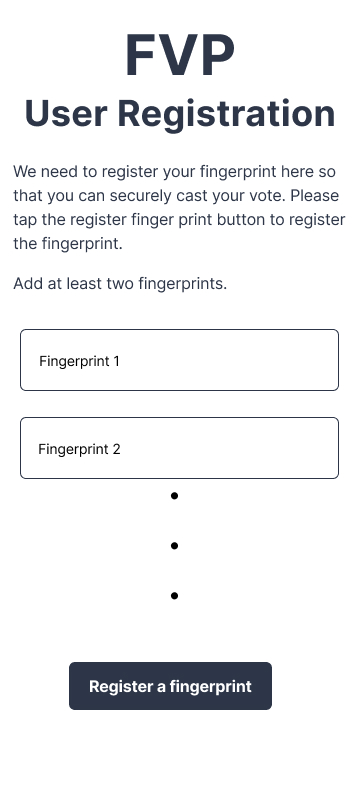 FVP
User Registration
We need to register your fingerprint here so
that you can securely cast your vote. Please
tap the register finger print button to register
the fingerprint.
Add at least two fingerprints.
Fingerprint 1
Fingerprint 2
Register a fingerprint